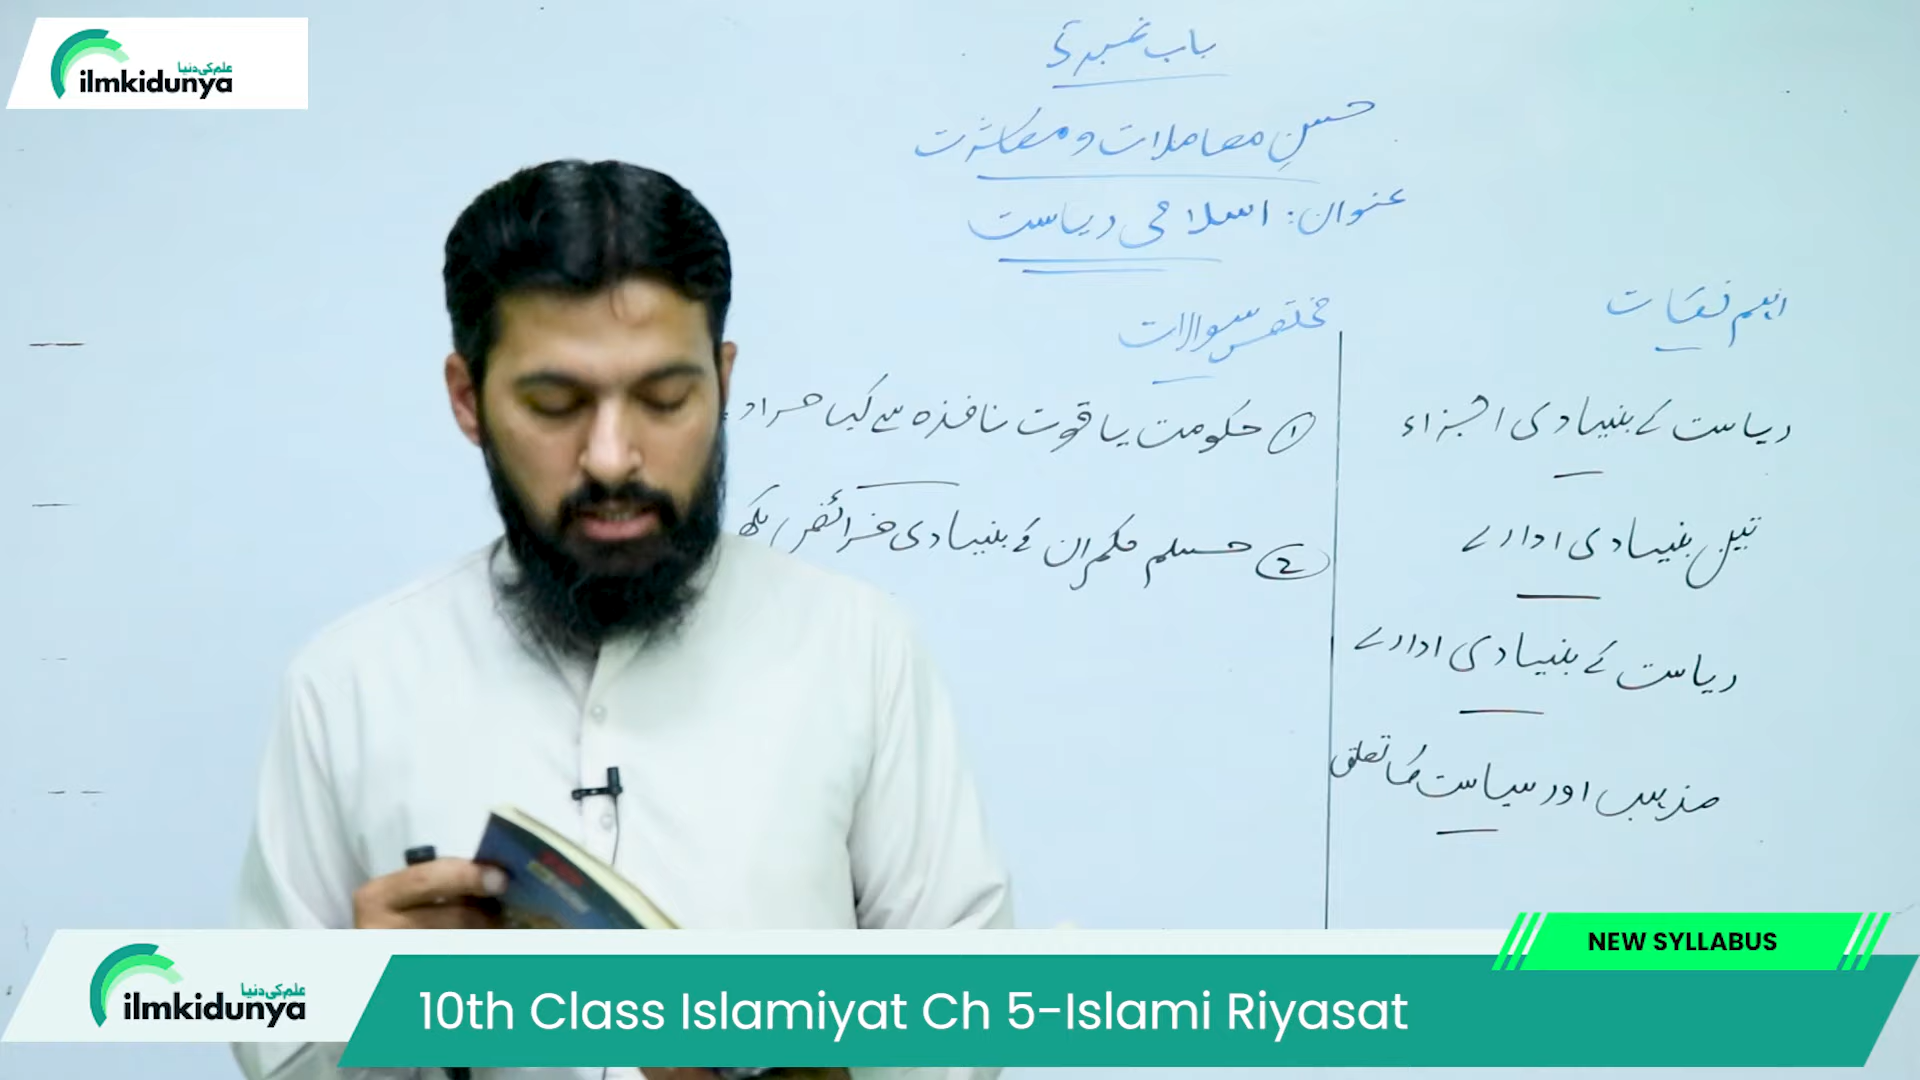 علم کی دنیا
ilmkidunya
باب نمبر 5
حسنِ معاملات و معاشرت
عنوان: اسلامی ریاست
اہم نقات
ریاست کے بنیادی اجزاء
تین بنیادی ادارے
ریاست کے بنیادی ادارے
مذہب اور سیاست کا تعلق
مختصر سوالات
① حکومت یا قوت نافذہ سے کیا مراد
② مسلم حکمران کے بنیادی فرائض
NEW SYLLABUS
علم کی دنیا
ilmkidunya
10th Class Islamiyat Ch 5-Islami Riyasat